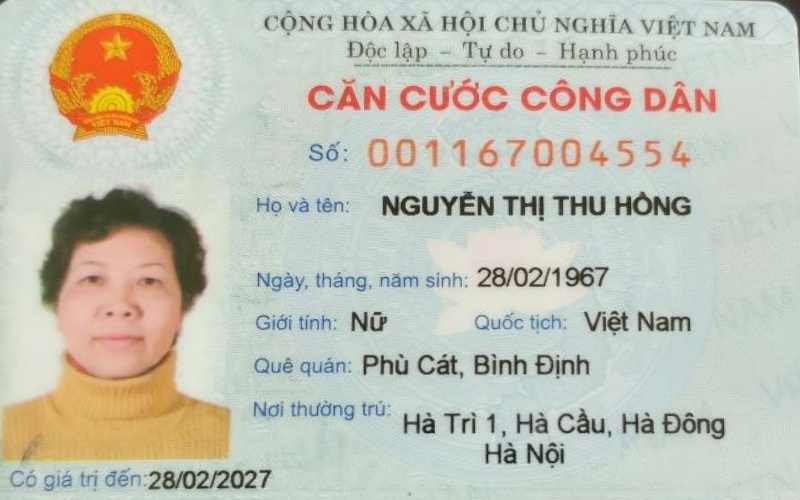 CỘNG HÒA XÃ HỘI CHỦ NGHĨA VIỆT NAM
Độc lập - Tự do - Hạnh phúc
CĂN CƯỚC CÔNG DÂN
Số: 001167004554
Họ và tên: NGUYỄN THỊ THU HỒNG
Ngày, tháng, năm sinh: 28/02/1967
Giới tính: Nữ Quốc tịch: Việt Nam
Quê quán: Phù Cát, Bình Định
Nơi thường trú: Hà Trì 1, Hà Cầu, Hà Đông
Hà Nội
Có giá trị đến: 28/02/2027
VIỆT NAM